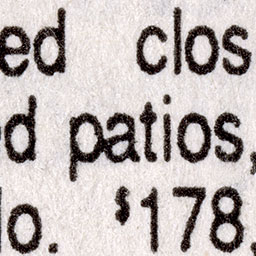 ed clos
d patios,
lo. $178,